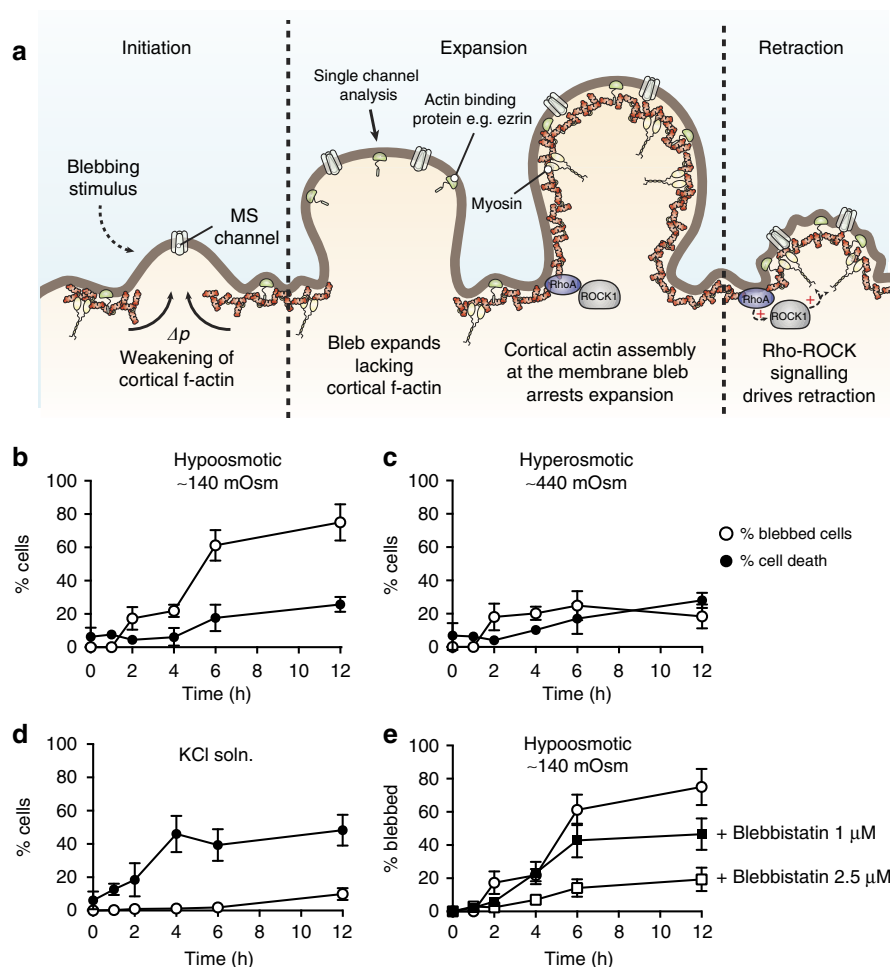 a
Initiation
Expansion
Retraction
Single channel
analysis
Actin binding
protein e.g. ezrin
Blebbing
stimulus
MS
channel
Myosin
RhoA
ROCK1
RhoA
+
ROCK1
+
Δp
Weakening of
cortical f-actin
Bleb expands
lacking
cortical f-actin
Cortical actin assembly
at the membrane bleb
arrests expansion
Rho-ROCK
signalling
drives retraction
b
Hypoosmotic
~140 mOsm
% cells
100
80
60
40
20
0
0 2 4 6 8 10 12
Time (h)
c
Hyperosmotic
~440 mOsm
% cells
100
80
60
40
20
0
0 2 4 6 8 10 12
Time (h)
% blebbed cells
% cell death
d
KCl soln.
% cells
100
80
60
40
20
0
0 2 4 6 8 10 12
Time (h)
e
Hypoosmotic
~140 mOsm
% blebbed
100
80
60
40
20
0
0 2 4 6 8 10 12
Time (h)
+ Blebbistatin 1 μM
+ Blebbistatin 2.5 μM